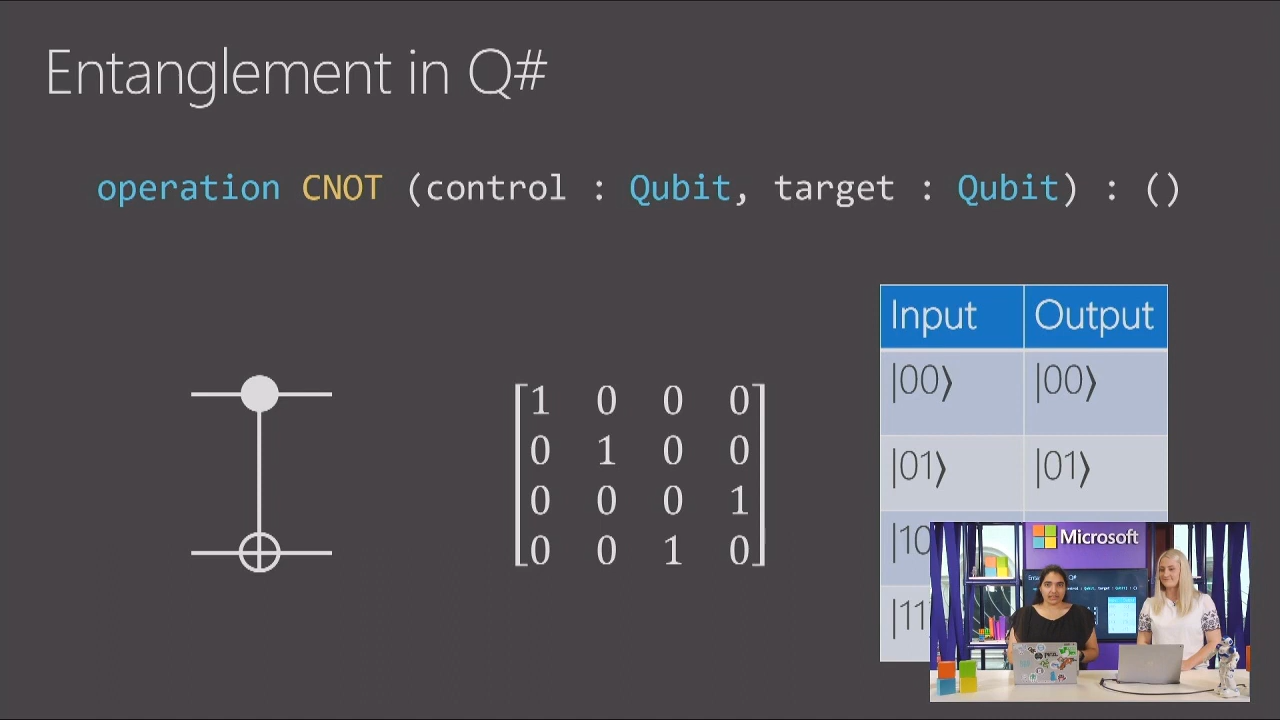 Entanglement in Q#
operation CNOT (control : Qubit, target : Qubit) : ()
Input Output
|00⟩ |00⟩
|01⟩ |01⟩
|10
|11
1 0 0 0
0 1 0 0
0 0 0 1
0 0 1 0
Microsoft